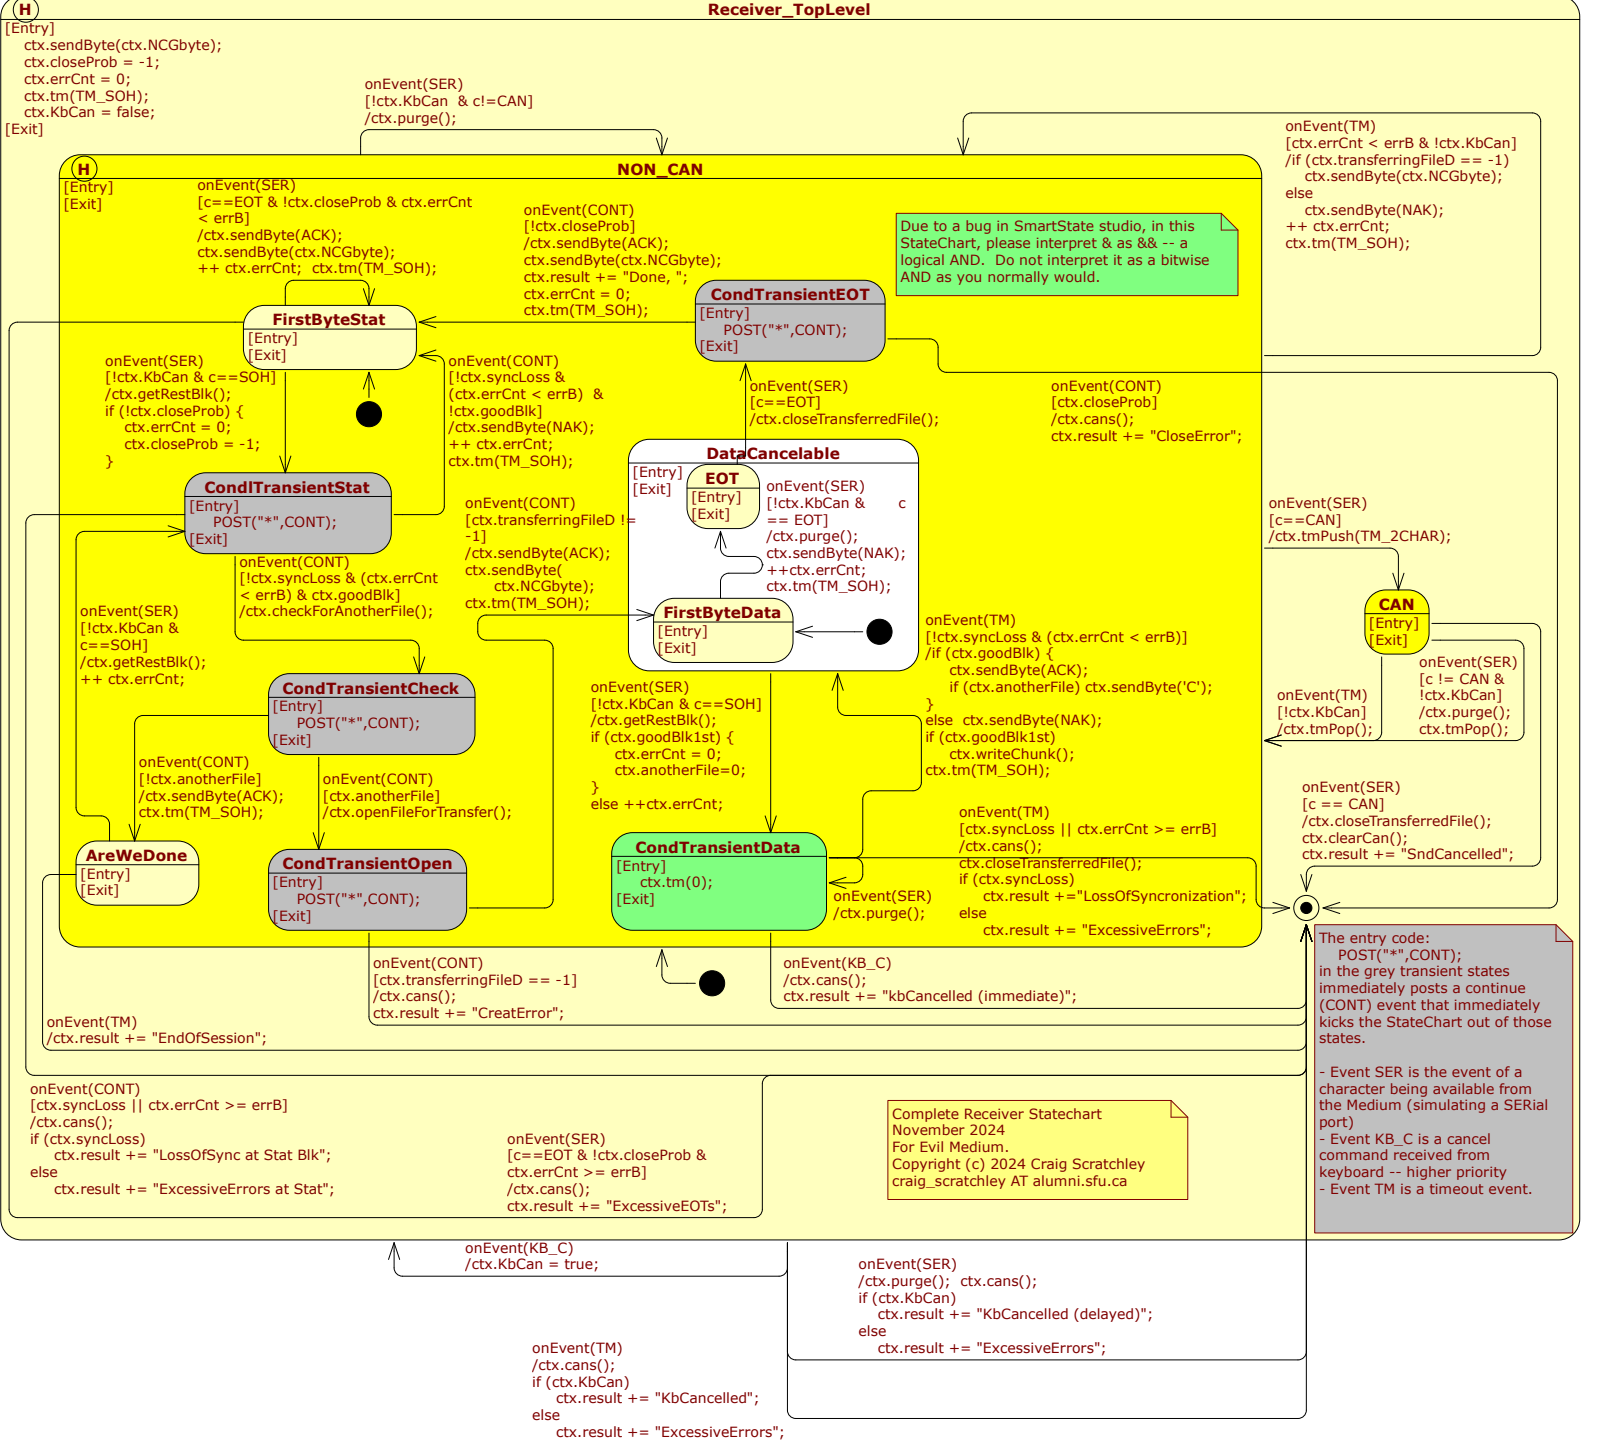 H
Receiver_TopLevel
[Entry]
ctx.sendByte(ctx.NCGbyte);
ctx.closeProb = -1;
ctx.errCnt = 0;
ctx.tm(TM_SOH);
ctx.KbCan = false;
[Exit]
onEvent(SER)
[!ctx.KbCan & c!=CAN]
/ctx.purge();
onEvent(TM)
[ctx.errCnt < errB & !ctx.KbCan]
/if (ctx.transferringFileD == -1)
ctx.sendByte(ctx.NCGbyte);
else
ctx.sendByte(NAK);
++ ctx.errCnt;
ctx.tm(TM_SOH);
H
NON_CAN
[Entry]
[Exit]
onEvent(SER)
[c==EOT & !ctx.closeProb & ctx.errCnt
< errB]
/ctx.sendByte(ACK);
ctx.sendByte(ctx.NCGbyte);
++ ctx.errCnt; ctx.tm(TM_SOH);
onEvent(CONT)
[!ctx.closeProb]
/ctx.sendByte(ACK);
ctx.sendByte(ctx.NCGbyte);
ctx.result += "Done, ";
ctx.errCnt = 0;
ctx.tm(TM_SOH);
Due to a bug in SmartState studio, in this
StateChart, please interpret & as && -- a
logical AND. Do not interpret it as a bitwise
AND as you normally would.
CondTransientEOT
[Entry]
POST("*",CONT);
[Exit]
FirstByteStat
[Entry]
[Exit]
onEvent(SER)
[!ctx.KbCan & c==SOH]
/ctx.getRestBlk();
if (!ctx.closeProb) {
ctx.errCnt = 0;
ctx.closeProb = -1;
}
onEvent(CONT)
[!ctx.syncLoss &
(ctx.errCnt < errB) &
!ctx.goodBlk]
/ctx.sendByte(NAK);
++ ctx.errCnt;
ctx.tm(TM_SOH);
onEvent(SER)
[c==EOT]
/ctx.closeTransferredFile();
onEvent(CONT)
[ctx.closeProb]
/ctx.cans();
ctx.result += "CloseError";
DataCancelable
[Entry]
[Exit]
EOT
[Entry]
[Exit]
onEvent(SER)
[!ctx.KbCan & c
== EOT]
/ctx.purge();
ctx.sendByte(NAK);
++ctx.errCnt;
ctx.tm(TM_SOH);
FirstByteData
[Entry]
[Exit]
CondlTransientStat
[Entry]
POST("*",CONT);
[Exit]
onEvent(CONT)
[ctx.transferringFileD !=
-1]
/ctx.sendByte(ACK);
ctx.sendByte(
ctx.NCGbyte);
ctx.tm(TM_SOH);
onEvent(SER)
[c==CAN]
/ctx.tmPush(TM_2CHAR);
CAN
[Entry]
[Exit]
onEvent(CONT)
[!ctx.syncLoss & (ctx.errCnt
< errB) & ctx.goodBlk]
/ctx.checkForAnotherFile();
onEvent(SER)
[!ctx.KbCan &
c==SOH]
/ctx.getRestBlk();
++ ctx.errCnt;
onEvent(TM)
[!ctx.syncLoss & (ctx.errCnt < errB)]
/if (ctx.goodBlk) {
ctx.sendByte(ACK);
if (ctx.anotherFile) ctx.sendByte('C');
}
else ctx.sendByte(NAK);
if (ctx.goodBlk1st)
ctx.writeChunk();
ctx.tm(TM_SOH);
onEvent(TM)
[!ctx.KbCan]
/ctx.tmPop();
onEvent(SER)
[c != CAN &
!ctx.KbCan]
/ctx.purge();
ctx.tmPop();
CondTransientCheck
[Entry]
POST("*",CONT);
[Exit]
onEvent(SER)
[!ctx.KbCan & c==SOH]
/ctx.getRestBlk();
if (ctx.goodBlk1st) {
ctx.errCnt = 0;
ctx.anotherFile=0;
}
else ++ctx.errCnt;
onEvent(CONT)
[!ctx.anotherFile]
/ctx.sendByte(ACK);
ctx.tm(TM_SOH);
onEvent(CONT)
[ctx.anotherFile]
/ctx.openFileForTransfer();
onEvent(SER)
[c == CAN]
/ctx.closeTransferredFile();
ctx.clearCan();
ctx.result += "SndCancelled";
AreWeDone
[Entry]
[Exit]
CondTransientOpen
[Entry]
POST("*",CONT);
[Exit]
CondTransientData
[Entry]
ctx.tm(0);
[Exit]
onEvent(SER)
/ctx.purge();
onEvent(TM)
[ctx.syncLoss || ctx.errCnt >= errB]
/ctx.cans();
ctx.closeTransferredFile();
if (ctx.syncLoss)
ctx.result +="LossOfSyncronization";
else
ctx.result += "ExcessiveErrors";
onEvent(CONT)
[ctx.transferringFileD == -1]
/ctx.cans();
ctx.result += "CreatError";
onEvent(KB_C)
/ctx.cans();
ctx.result += "kbCancelled (immediate)";
onEvent(TM)
/ctx.result += "EndOfSession";
The entry code:
POST("*",CONT);
in the grey transient states
immediately posts a continue
(CONT) event that immediately
kicks the StateChart out of those
states.
- Event SER is the event of a
character being available from
the Medium (simulating a SERial
port)
- Event KB_C is a cancel
command received from
keyboard -- higher priority
- Event TM is a timeout event.
onEvent(CONT)
[ctx.syncLoss || ctx.errCnt >= errB]
/ctx.cans();
if (ctx.syncLoss)
ctx.result += "LossOfSync at Stat Blk";
else
ctx.result += "ExcessiveErrors at Stat";
onEvent(SER)
[c==EOT & !ctx.closeProb &
ctx.errCnt >= errB]
/ctx.cans();
ctx.result += "ExcessiveEOTs";
Complete Receiver Statechart
November 2024
For Evil Medium.
Copyright (c) 2024 Craig Scratchley
craig_scratchley AT alumni.sfu.ca
onEvent(KB_C)
/ctx.KbCan = true;
onEvent(SER)
/ctx.purge(); ctx.cans();
if (ctx.KbCan)
ctx.result += "KbCancelled (delayed)";
else
ctx.result += "ExcessiveErrors";
onEvent(TM)
/ctx.cans();
if (ctx.KbCan)
ctx.result += "KbCancelled";
else
ctx.result += "ExcessiveErrors";